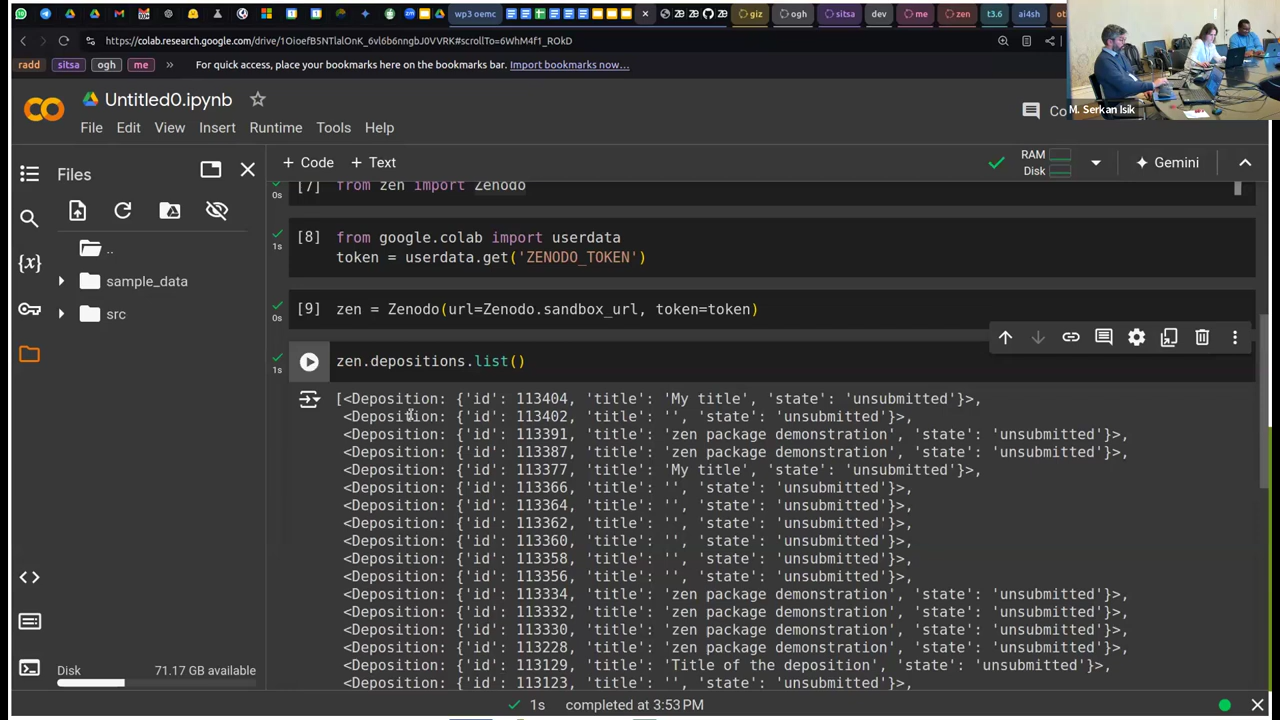 wp3 oemc
giz
ogh
sitsa
dev
me
zen
t3.6
ai4sh
https://colab.research.google.com/drive/1OioefB5NTlalOnK_6vl6b6nngbJ0VVRK#scrollTo=6WhM4f1_ROkD
radd
sitsa
ogh
me
For quick access, place your bookmarks here on the bookmarks bar. Import bookmarks now…
M. Serkan Isik
Untitled0.ipynb
File Edit View Insert Runtime Tools Help
Co
Files
+ Code + Text
RAM
Disk
Gemini
..
sample_data
src
[7] from zen import Zenodo
0s
[8] from google.colab import userdata
1s
token = userdata.get('ZENODO_TOKEN')
[9] zen = Zenodo(url=Zenodo.sandbox_url, token=token)
0s
zen.depositions.list()
1s
[<Deposition: {'id': 113404, 'title': 'My title', 'state': 'unsubmitted'}>,
<Deposition: {'id': 113402, 'title': '', 'state': 'unsubmitted'}>,
<Deposition: {'id': 113391, 'title': 'zen package demonstration', 'state': 'unsubmitted'}>,
<Deposition: {'id': 113387, 'title': 'zen package demonstration', 'state': 'unsubmitted'}>,
<Deposition: {'id': 113377, 'title': 'My title', 'state': 'unsubmitted'}>,
<Deposition: {'id': 113366, 'title': '', 'state': 'unsubmitted'}>,
<Deposition: {'id': 113364, 'title': '', 'state': 'unsubmitted'}>,
<Deposition: {'id': 113362, 'title': '', 'state': 'unsubmitted'}>,
<Deposition: {'id': 113360, 'title': '', 'state': 'unsubmitted'}>,
<Deposition: {'id': 113358, 'title': '', 'state': 'unsubmitted'}>,
<Deposition: {'id': 113356, 'title': '', 'state': 'unsubmitted'}>,
<Deposition: {'id': 113334, 'title': 'zen package demonstration', 'state': 'unsubmitted'}>,
<Deposition: {'id': 113332, 'title': 'zen package demonstration', 'state': 'unsubmitted'}>,
<Deposition: {'id': 113330, 'title': 'zen package demonstration', 'state': 'unsubmitted'}>,
<Deposition: {'id': 113228, 'title': 'zen package demonstration', 'state': 'unsubmitted'}>,
<Deposition: {'id': 113129, 'title': 'Title of the deposition', 'state': 'unsubmitted'}>,
<Deposition: {'id': 113123, 'title': '', 'state': 'unsubmitted'}>,
Disk 71.17 GB available
1s completed at 3:53 PM